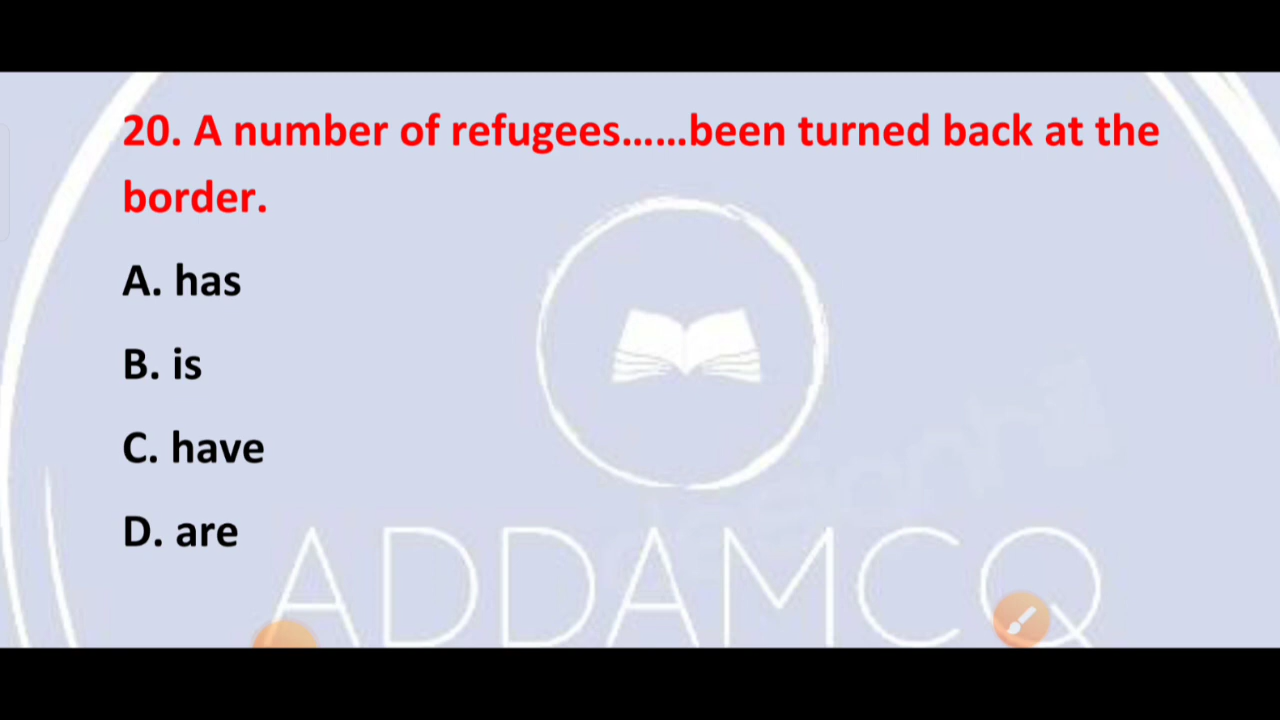 20. A number of refugees......been turned back at the
border.
A. has
B. is
C. have
D. are
ADDAMCQ